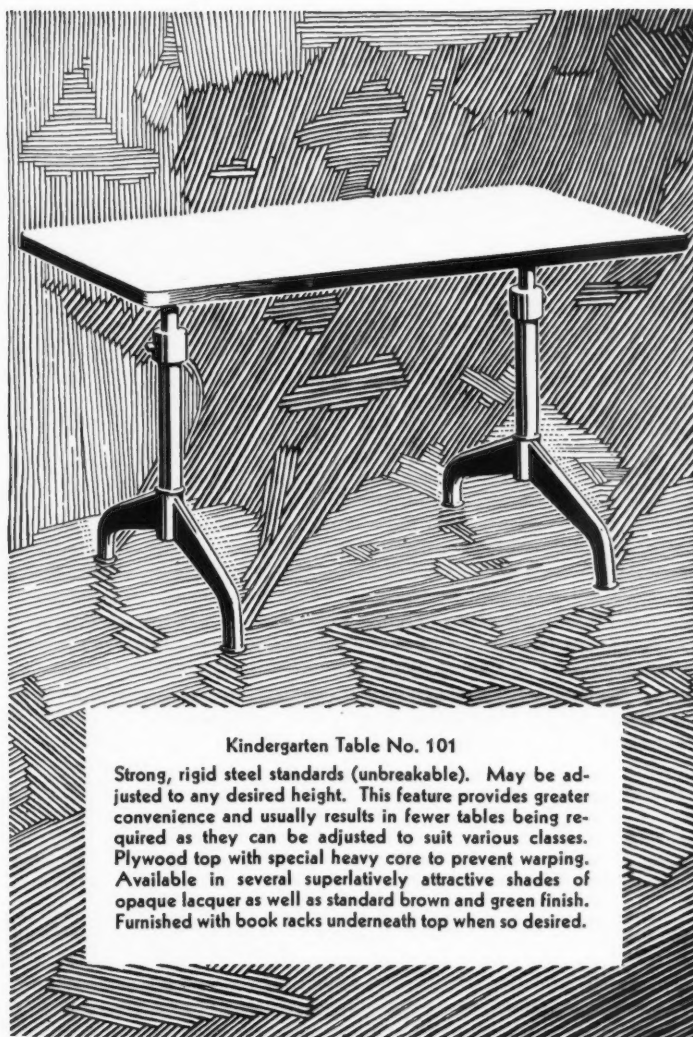 Kindergarten Table No. 101
Strong, rigid steel standards (unbreakable). May be ad-
justed to any desired height. This feature provides greater
convenience and usually results in fewer tables being re-
quired as they can be adjusted to suit various classes.
Plywood top with special heavy core to prevent warping.
Available in several superlatively attractive shades of
opaque lacquer as well as standard brown and green finish.
Furnished with book racks underneath top when so desired.